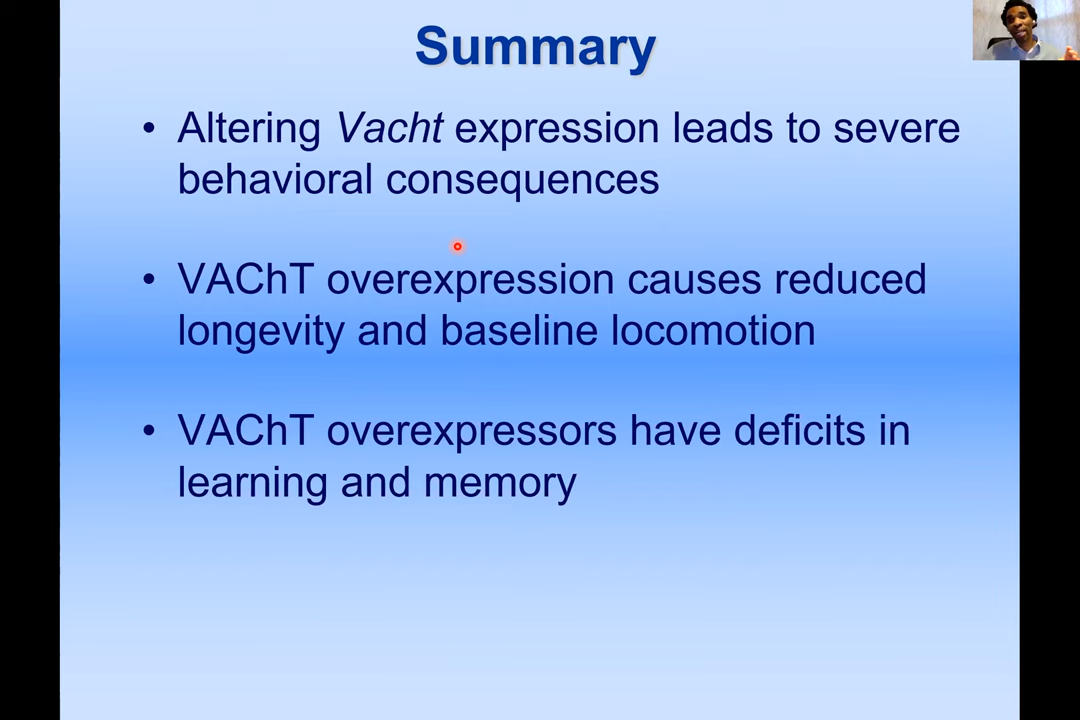 Summary
• Altering Vacht expression leads to severe
behavioral consequences
• VAChT overexpression causes reduced
longevity and baseline locomotion
• VAChT overexpressors have deficits in
learning and memory